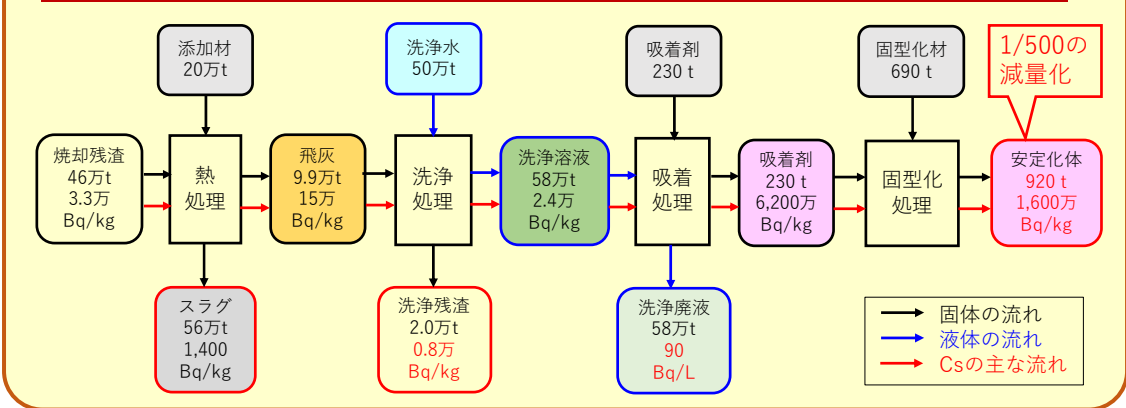 添加材
20万t
洗浄水
50万t
吸着剤
230 t
固型化材
690 t
1/500の
減量化
焼却残渣
46万t
3.3万
Bq/kg
熱
処理
飛灰
9.9万t
15万
Bq/kg
洗浄
処理
洗浄溶液
58万t
2.4万
Bq/kg
吸着
処理
吸着剤
230 t
6,200万
Bq/kg
固型化
処理
安定化体
920 t
1,600万
Bq/kg
スラグ
56万t
1,400
Bq/kg
洗浄残渣
2.0万t
0.8万
Bq/kg
洗浄廃液
58万t
90
Bq/L
固体の流れ
液体の流れ
Csの主な流れ